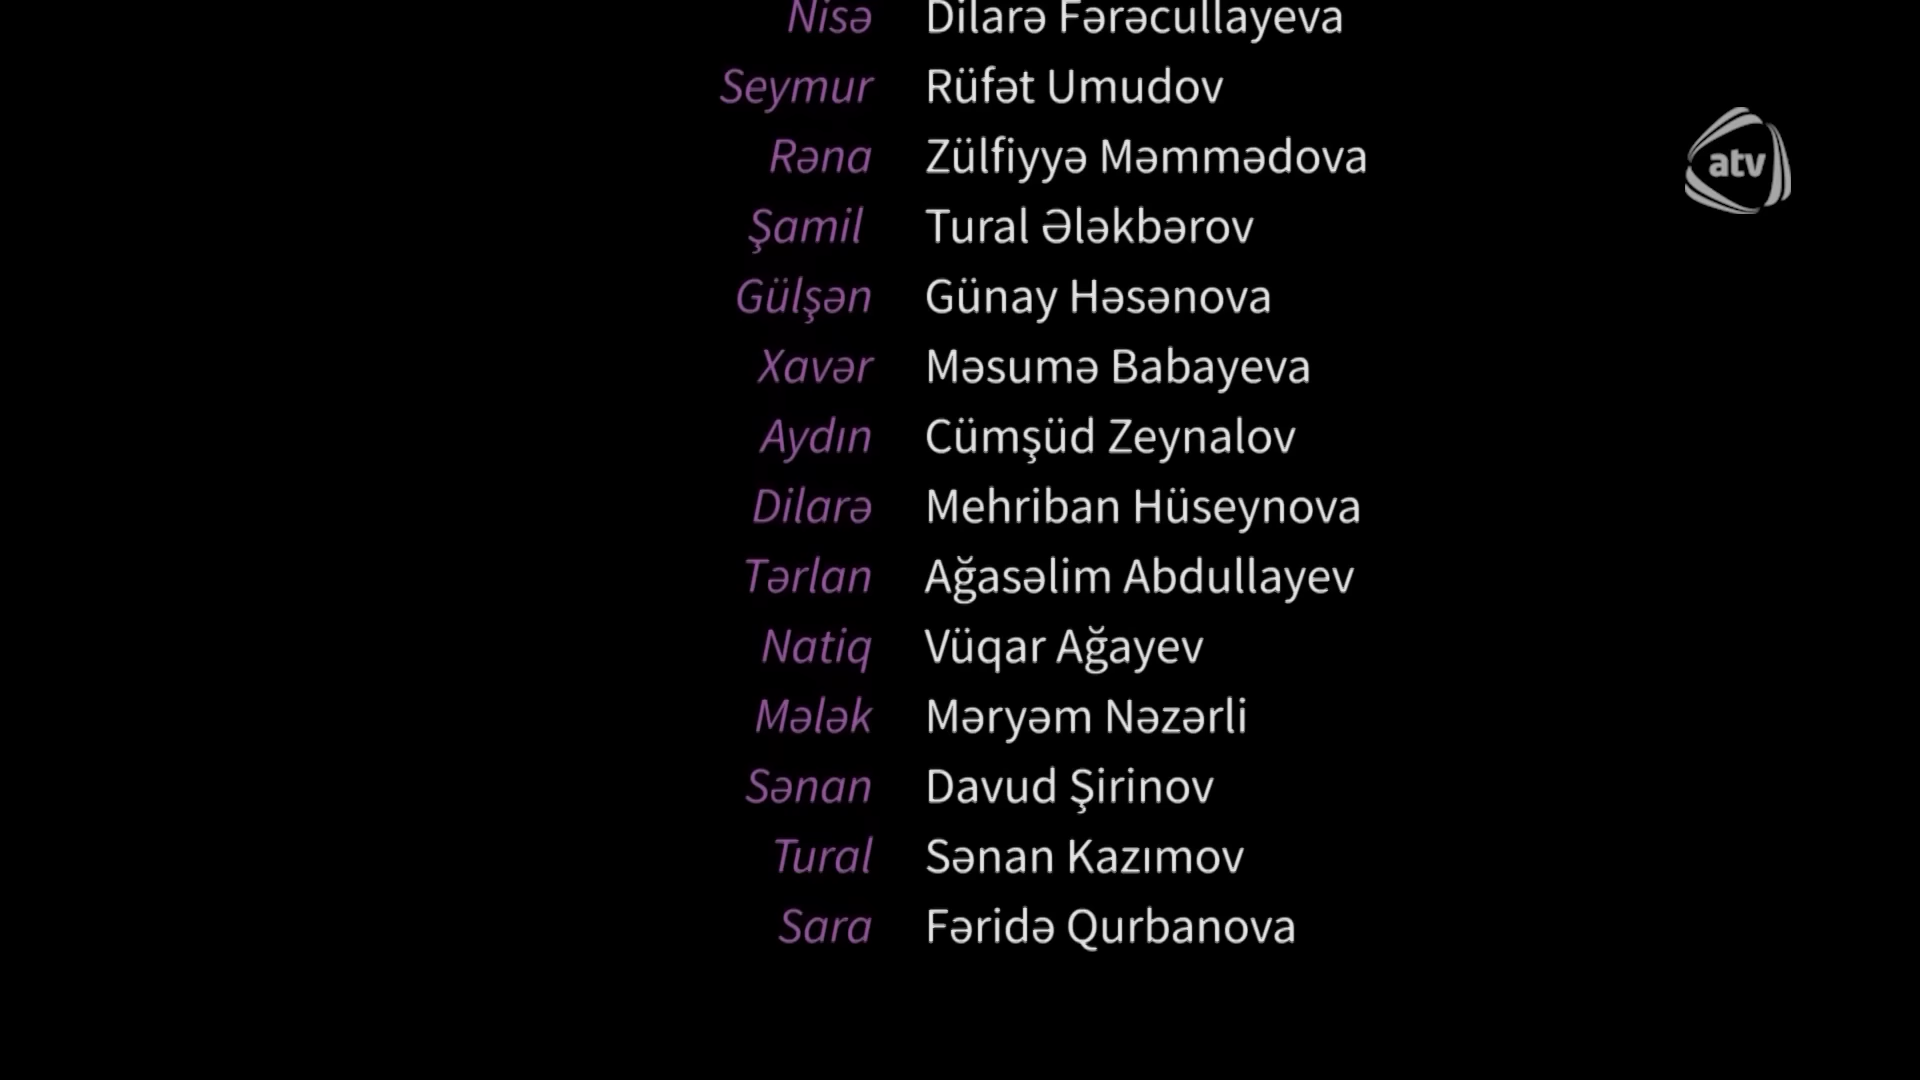 Nisə Dilarə Fərəcullayeva
Seymur Rüfət Umudov
Rəna Zülfiyyə Məmmədova
Şamil Tural Ələkbərov
Gülşən Günay Həsənova
Xavər Məsumə Babayeva
Aydın Cümşüd Zeynalov
Dilarə Mehriban Hüseynova
Tərlan Ağasəlim Abdullayev
Natiq Vüqar Ağayev
Mələk Məryəm Nəzərli
Sənan Davud Şirinov
Tural Sənan Kazımov
Sara Fəridə Qurbanova
atv